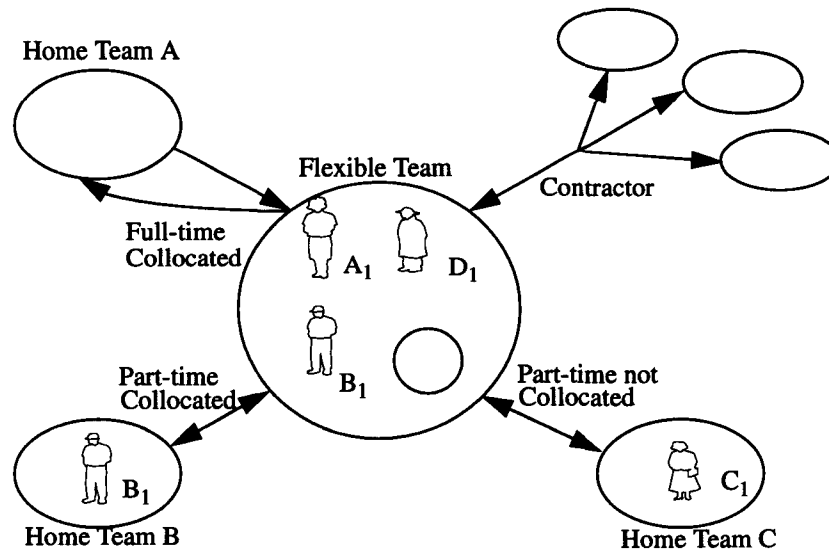 Home Team A
Flexible Team
Contractor
Full-time
Collocated
A1
D1
B1
Part-time
Collocated
Part-time not
Collocated
B1
C1
Home Team B
Home Team C